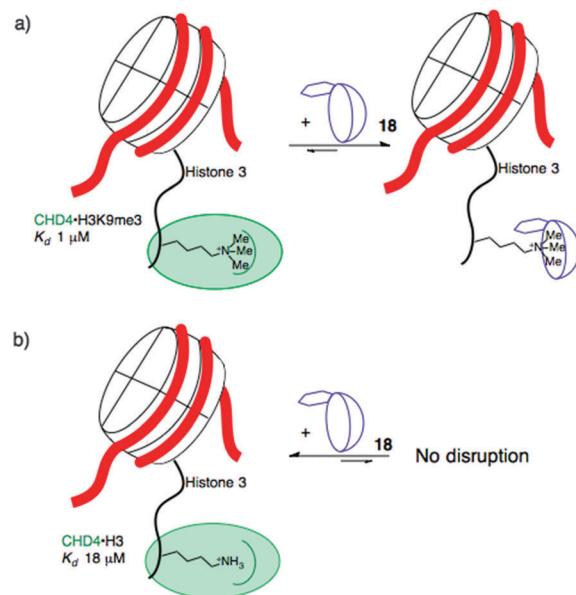 a)
+
18
Histone 3
Histone 3
CHD4•H3K9me3
Kd 1 µM
Me
+N Me
Me
Me
+N Me
Me
b)
+
18
No disruption
Histone 3
CHD4•H3
Kd 18 µM
+NH3